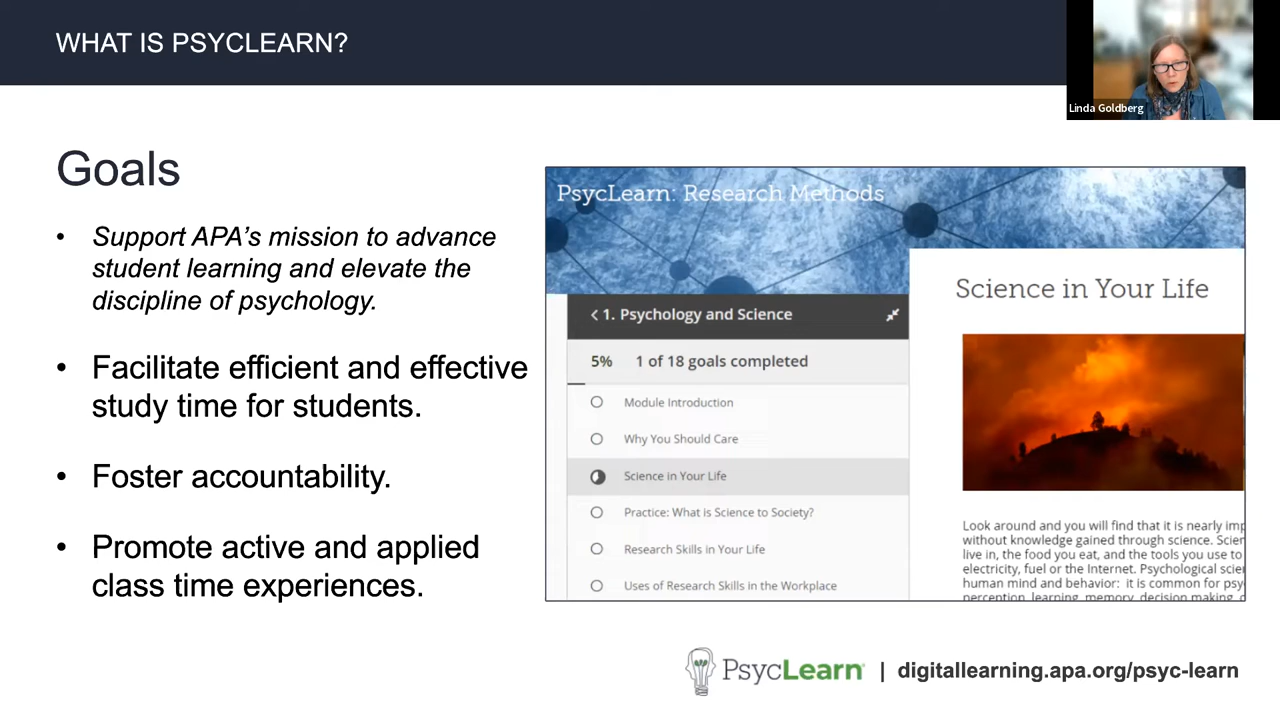 WHAT IS PSYCLEARN?
Linda Goldberg
Goals
• Support APA's mission to advance
student learning and elevate the
discipline of psychology.
• Facilitate efficient and effective
study time for students.
• Foster accountability.
• Promote active and applied
class time experiences.
PsycLearn: Research Methods
1. Psychology and Science
5% 1 of 18 goals completed
Module Introduction
Why You Should Care
Science in Your Life
Practice: What is Science to Society?
Research Skills in Your Life
Uses of Research Skills in the Workplace
Science in Your Life
Look around and you will find that it is nearly
without knowledge gained through science.
live in, the food you eat, and the tools you use to
electricity, fuel or the Internet. Psychological
human mind and behavior: it is common for
perception, learning, memory, decision making,
PsycLearn | digitallearning.apa.org/psyc-learn